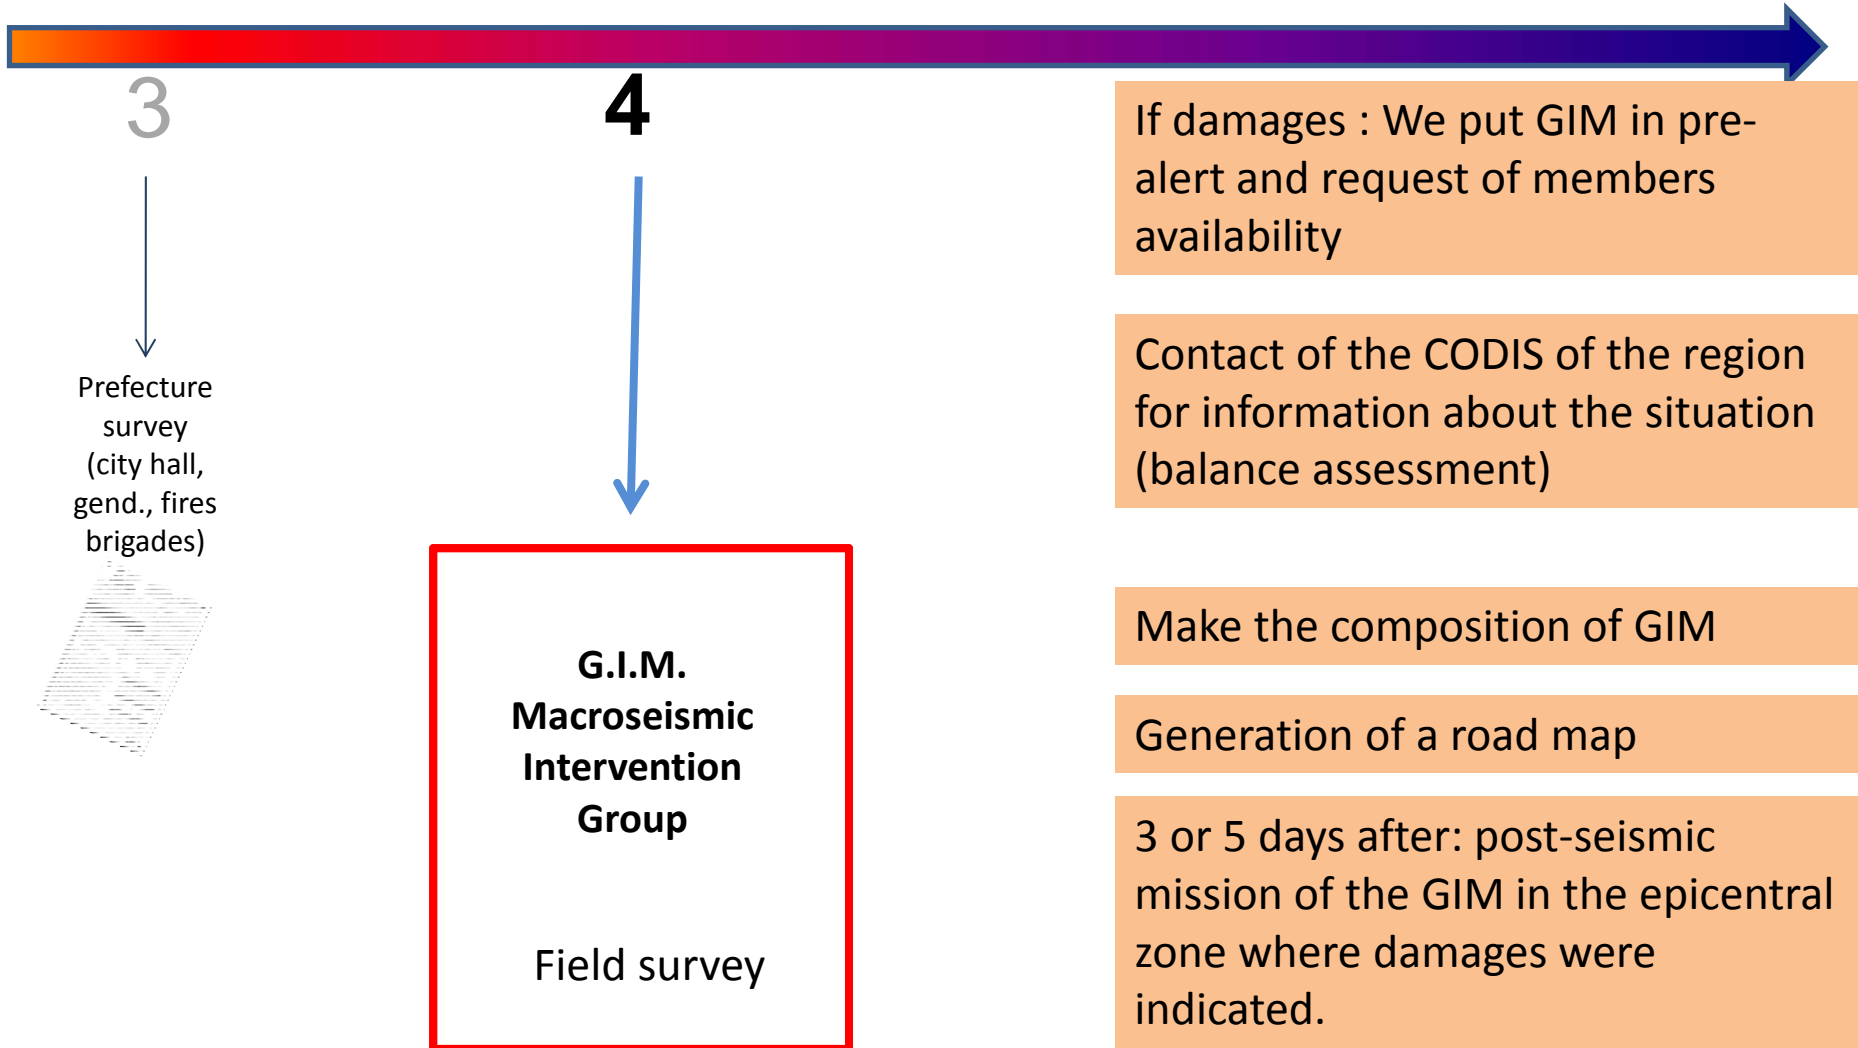 3
Prefecture
survey
(city hall,
gend., fires
brigades)
4
G.I.M.
Macroseismic
Intervention
Group
Field survey
If damages : We put GIM in pre-
alert and request of members
availability
Contact of the CODIS of the region
for information about the situation
(balance assessment)
Make the composition of GIM
Generation of a road map
3 or 5 days after: post-seismic
mission of the GIM in the epicentral
zone where damages were
indicated.